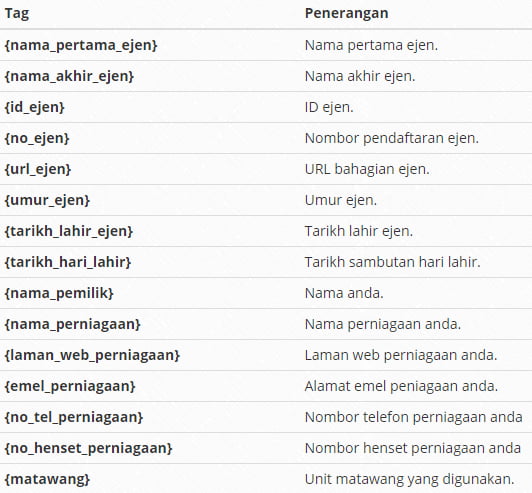 Tag Penerangan
{nama_pertama_ejen} Nama pertama ejen.
{nama_akhir_ejen} Nama akhir ejen.
{id_ejen} ID ejen.
{no_ejen} Nombor pendaftaran ejen.
{url_ejen} URL bahagian ejen.
{umur_ejen} Umur ejen.
{tarikh_lahir_ejen} Tarikh lahir ejen.
{tarikh_hari_lahir} Tarikh sambutan hari lahir.
{nama_pemilik} Nama anda.
{nama_perniagaan} Nama perniagaan anda.
{laman_web_perniagaan} Laman web perniagaan anda.
{emel_perniagaan} Alamat emel peniagaan anda.
{no_tel_perniagaan} Nombor telefon perniagaan anda
{no_henset_perniagaan} Nombor henset perniagaan anda
{matawang} Unit matawang yang digunakan.